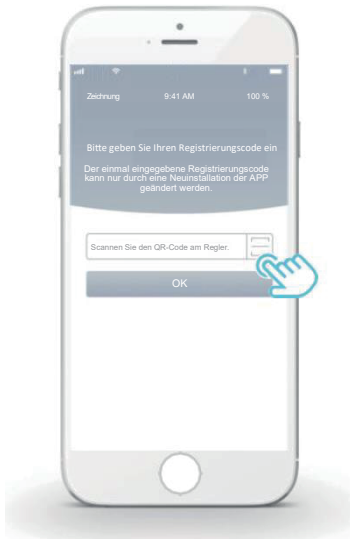 Zeichnung 9:41 AM 100 %
Bitte geben Sie Ihren Registrierungscode ein
Der einmal eingegebene Registrierungscode
kann nur durch eine Neuinstallation der APP
geändert werden.
Scannen Sie den QR-Code am Regler.
OK